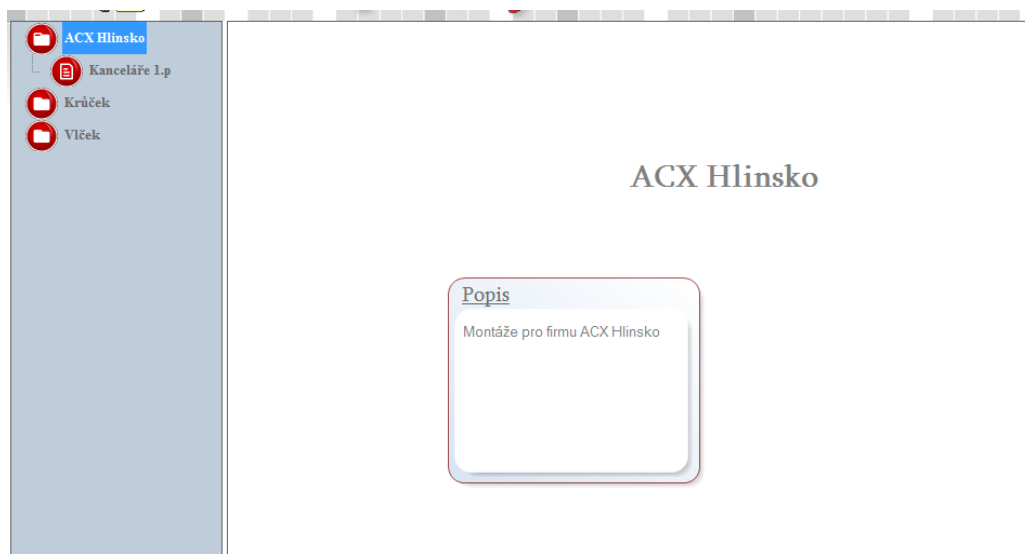 ACX Hlinsko
Kanceláře 1.p
Krůček
Vlček
ACX Hlinsko
Popis
Montáže pro firmu ACX Hlinsko